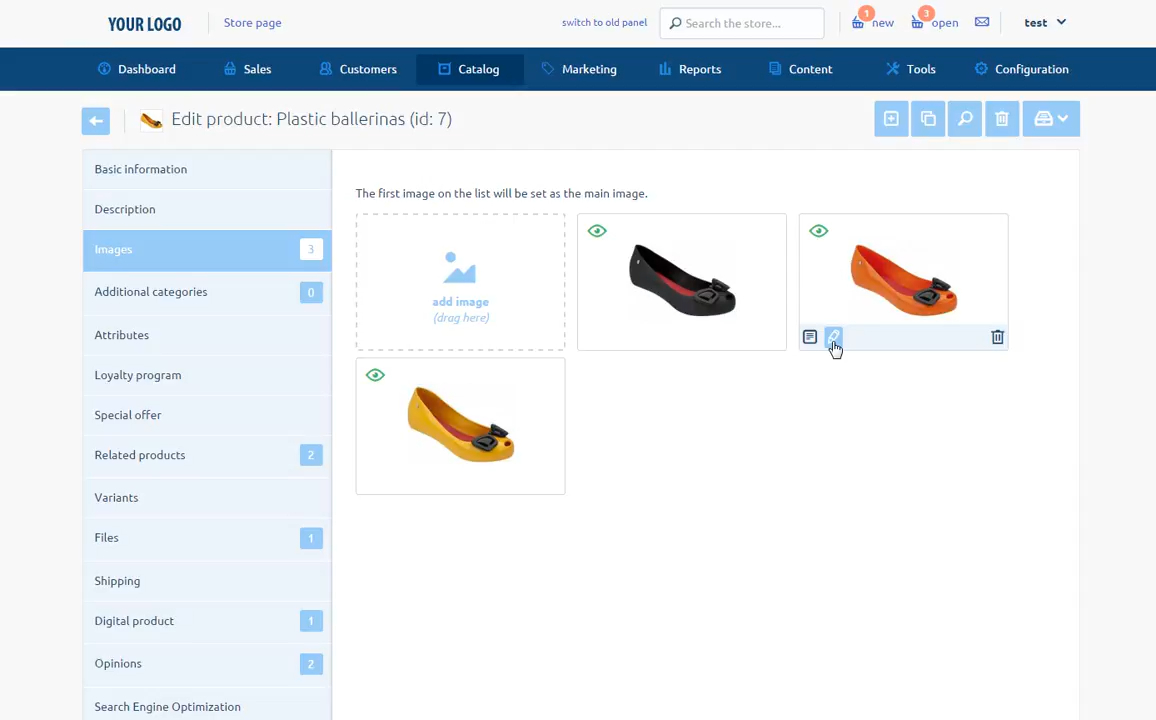 YOUR LOGO
Store page
switch to old panel
Search the store...
1
new
3
open
test
Dashboard
Sales
Customers
Catalog
Marketing
Reports
Content
Tools
Configuration
Edit product: Plastic ballerinas (id: 7)
Basic information
Description
Images 3
Additional categories 0
Attributes
Loyalty program
Special offer
Related products 2
Variants
Files 1
Shipping
Digital product 1
Opinions 2
Search Engine Optimization
The first image on the list will be set as the main image.
add image
(drag here)